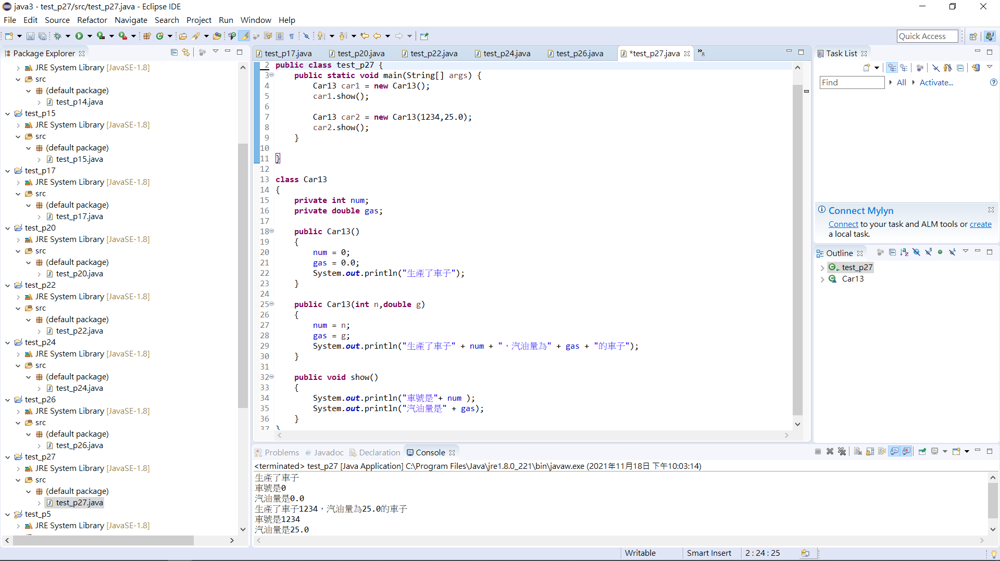 java3 - test_p27/src/test_p27.java - Eclipse IDE
File Edit Source Refactor Navigate Search Project Run Window Help
Quick Access
Package Explorer
JRE System Library [JavaSE-1.8]
src
(default package)
test_p14.java
test_p15
JRE System Library [JavaSE-1.8]
src
(default package)
test_p15.java
test_p17
JRE System Library [JavaSE-1.8]
src
(default package)
test_p17.java
test_p20
JRE System Library [JavaSE-1.8]
src
(default package)
test_p20.java
test_p22
JRE System Library [JavaSE-1.8]
src
(default package)
test_p22.java
test_p24
JRE System Library [JavaSE-1.8]
src
(default package)
test_p24.java
test_p26
JRE System Library [JavaSE-1.8]
src
(default package)
test_p26.java
test_p27
JRE System Library [JavaSE-1.8]
src
(default package)
test_p27.java
test_p5
JRE System Library [JavaSE-1.8]
test_p17.java test_p20.java test_p22.java test_p24.java test_p26.java *test_p27.java »8
2 public class test_p27 {
3 public static void main(String[] args) {
4 Car13 car1 = new Car13();
5 car1.show();
6
7 Car13 car2 = new Car13(1234,25.0);
8 car2.show();
9 }
10
11 }
12
13 class Car13
14 {
15 private int num;
16 private double gas;
17
18 public Car13()
19 {
20 num = 0;
21 gas = 0.0;
22 System.out.println("生產了車子");
23 }
24
25 public Car13(int n,double g)
26 {
27 num = n;
28 gas = g;
29 System.out.println("生產了車子" + num + "，汽油量為" + gas + "的車子");
30 }
31
32 public void show()
33 {
34 System.out.println("車號是"+ num );
35 System.out.println("汽油量是" + gas);
36 }
37 }
Problems Javadoc Declaration Console
<terminated> test_p27 [Java Application] C:\Program Files\Java\jre1.8.0_221\bin\javaw.exe (2021年11月18日 下午10:03:14)
生產了車子
車號是0
汽油量是0.0
生產了車子1234，汽油量為25.0的車子
車號是1234
汽油量是25.0
Task List
Find All Activate...
Connect Mylyn
Connect to your task and ALM tools or create
a local task.
Outline
test_p27
Car13
Writable Smart Insert 2 : 24 : 25